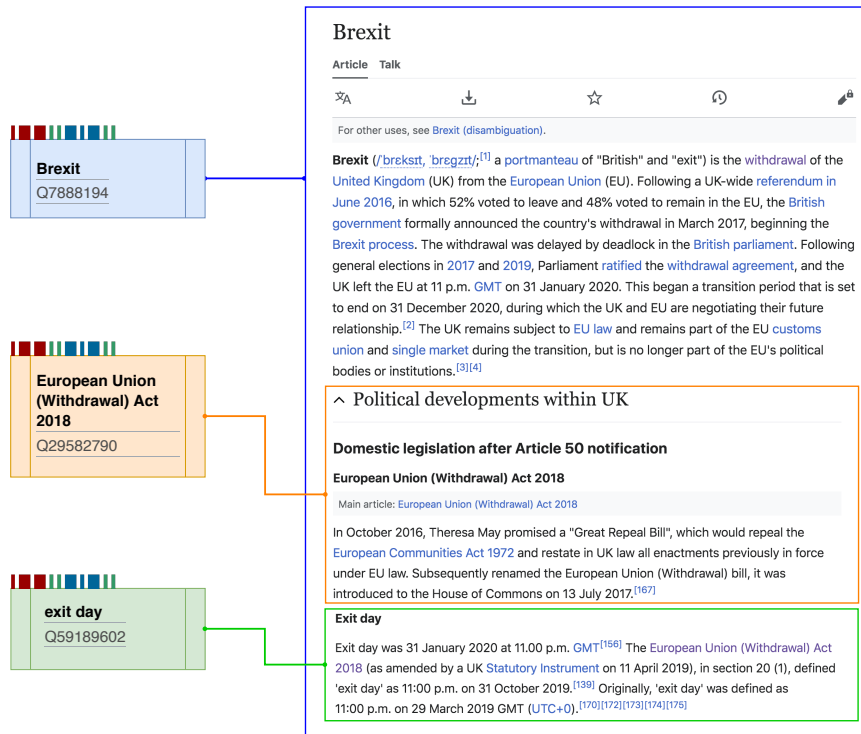 Brexit
Article Talk
For other uses, see Brexit (disambiguation).
Brexit (/ˈbrɛksɪt, ˈbrɛɡzɪt/;[1] a portmanteau of "British" and "exit") is the withdrawal of the
United Kingdom (UK) from the European Union (EU). Following a UK-wide referendum in
June 2016, in which 52% voted to leave and 48% voted to remain in the EU, the British
government formally announced the country's withdrawal in March 2017, beginning the
Brexit process. The withdrawal was delayed by deadlock in the British parliament. Following
general elections in 2017 and 2019, Parliament ratified the withdrawal agreement, and the
UK left the EU at 11 p.m. GMT on 31 January 2020. This began a transition period that is set
to end on 31 December 2020, during which the UK and EU are negotiating their future
relationship.[2] The UK remains subject to EU law and remains part of the EU customs
union and single market during the transition, but is no longer part of the EU's political
bodies or institutions.[3][4]
Political developments within UK
Domestic legislation after Article 50 notification
European Union (Withdrawal) Act 2018
Main article: European Union (Withdrawal) Act 2018
In October 2016, Theresa May promised a "Great Repeal Bill", which would repeal the
European Communities Act 1972 and restate in UK law all enactments previously in force
under EU law. Subsequently renamed the European Union (Withdrawal) bill, it was
introduced to the House of Commons on 13 July 2017.[167]
Exit day
Exit day was 31 January 2020 at 11.00 p.m. GMT[156] The European Union (Withdrawal) Act
2018 (as amended by a UK Statutory Instrument on 11 April 2019), in section 20 (1), defined
'exit day' as 11:00 p.m. on 31 October 2019.[139] Originally, 'exit day' was defined as
11:00 p.m. on 29 March 2019 GMT (UTC+0).[170][172][173][174][175]
Brexit
Q7888194
European Union
(Withdrawal) Act
2018
Q29582790
exit day
Q59189602